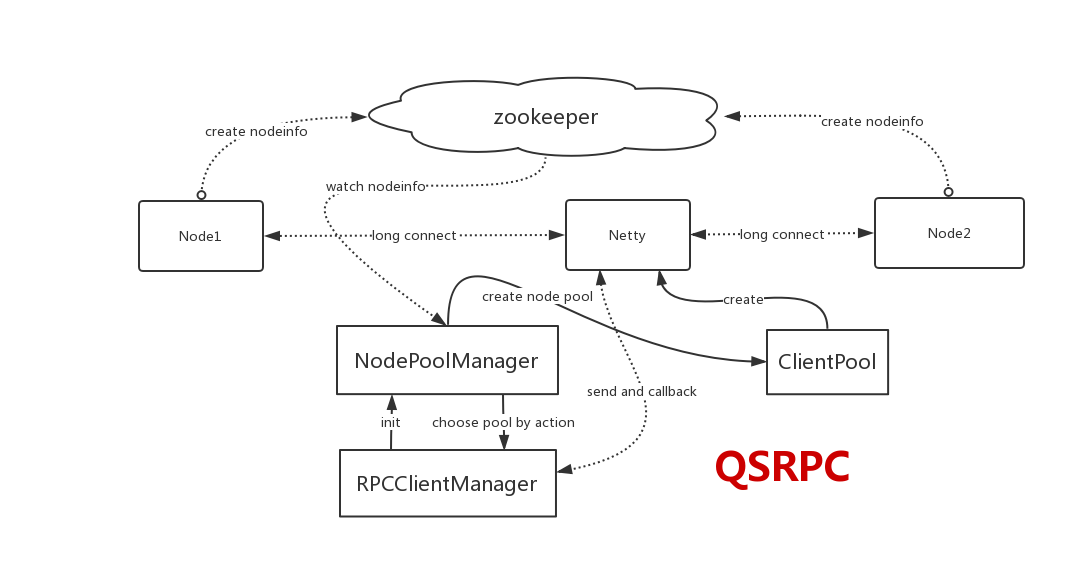 zookeeper
create nodeinfo
create nodeinfo
watch nodeinfo
Node1
long connect
Netty
long connect
Node2
create node pool
create
NodePoolManager
ClientPool
send and callback
init
choose pool by action
RPCClientManager
QSRPC